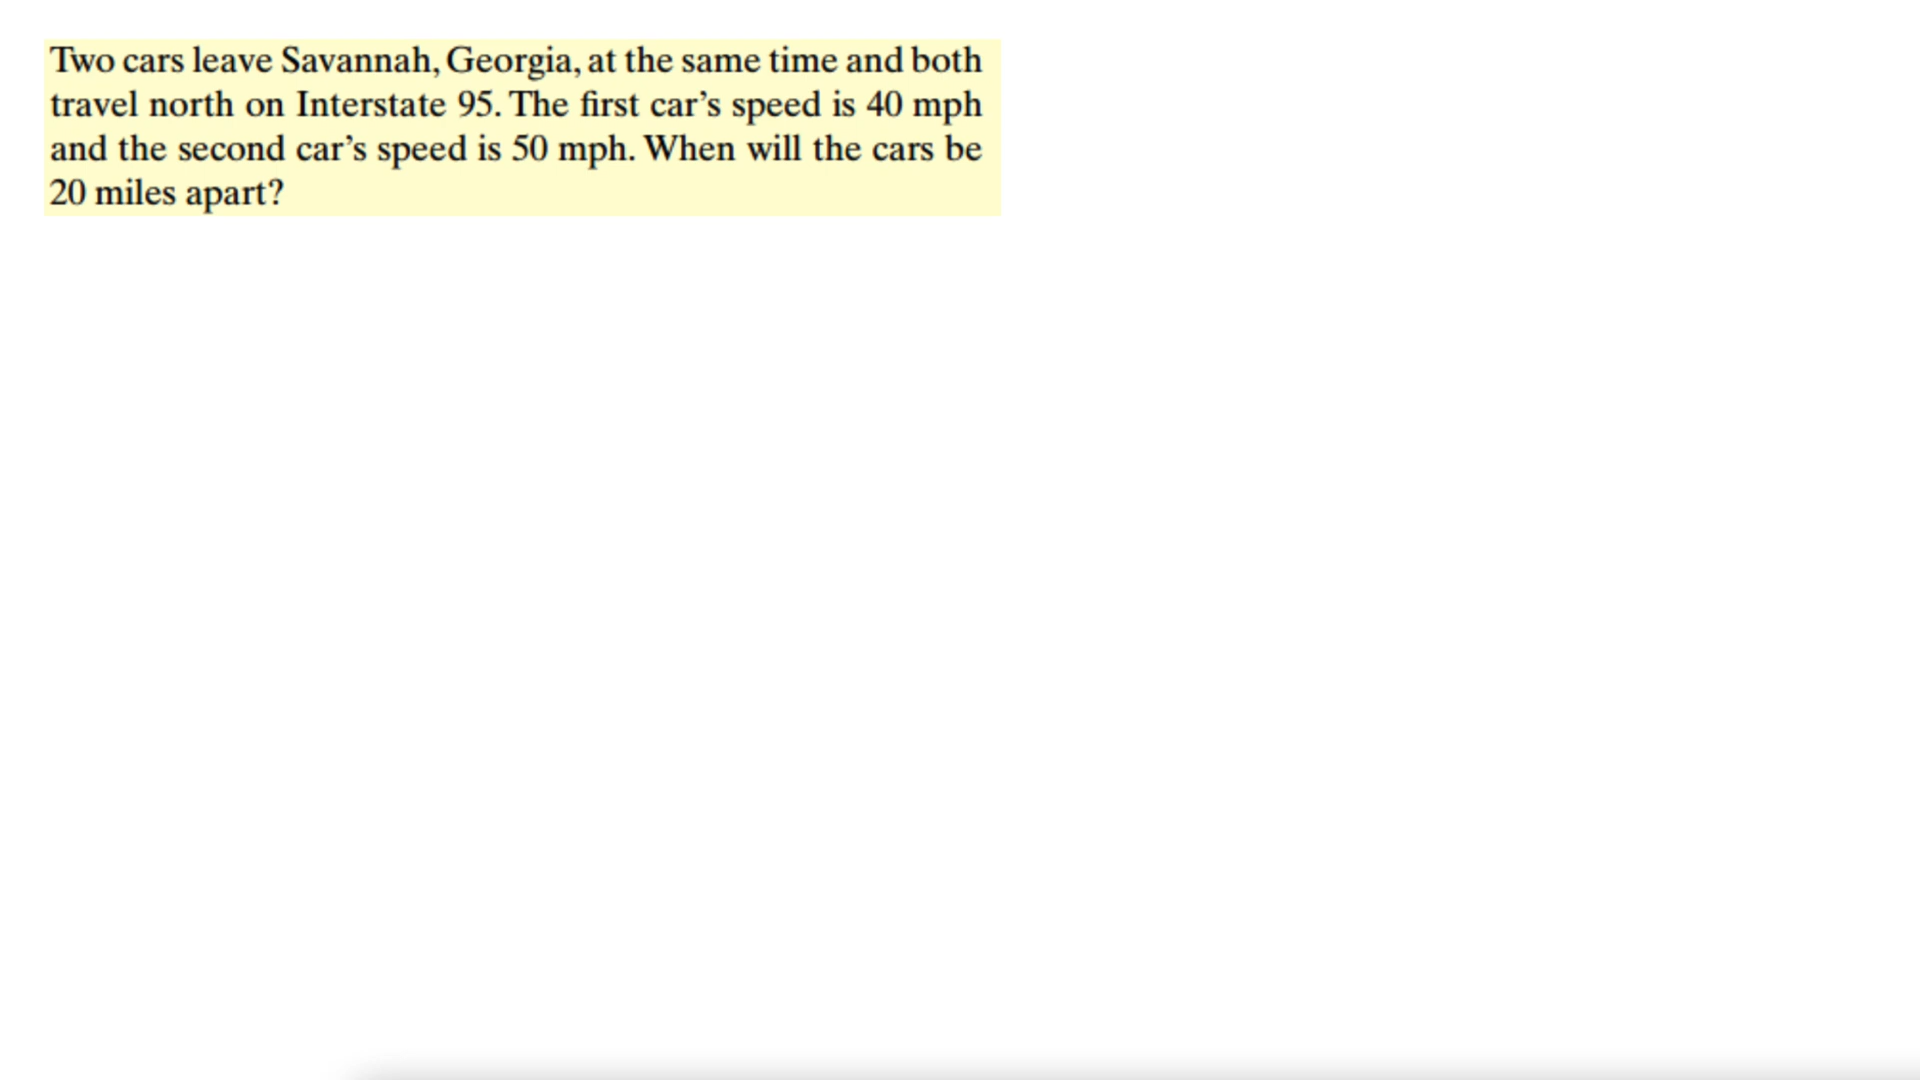 Two cars leave Savannah, Georgia, at the same time and both
travel north on Interstate 95. The first car’s speed is 40 mph
and the second car’s speed is 50 mph. When will the cars be
20 miles apart?